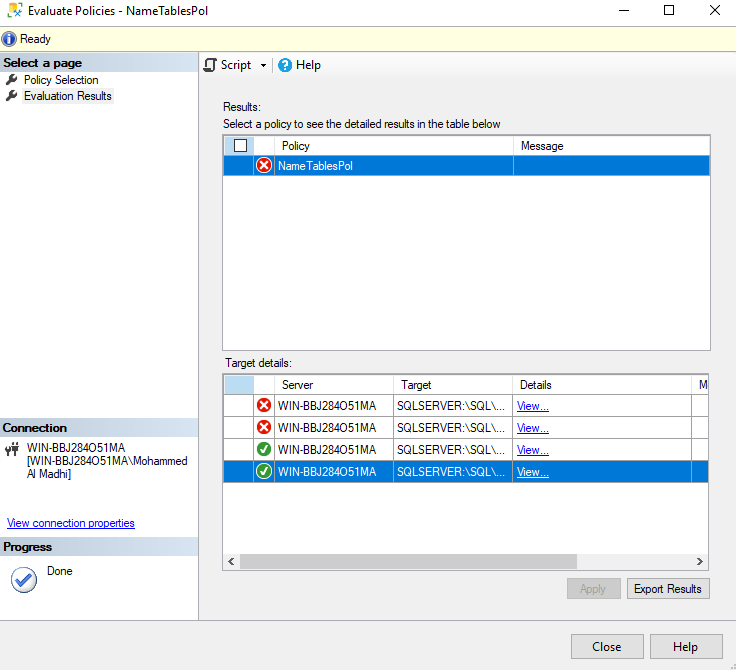 Evaluate Policies - NameTablesPol
Ready
Select a page
Policy Selection
Evaluation Results
Script
Help
Results:
Select a policy to see the detailed results in the table below
Policy Message
NameTablesPol
Target details:
Server Target Details M
WIN-BBJ284O51MA SQLSERVER:\SQL\... View...
WIN-BBJ284O51MA SQLSERVER:\SQL\... View...
WIN-BBJ284O51MA SQLSERVER:\SQL\... View...
WIN-BBJ284O51MA SQLSERVER:\SQL\... View...
Connection
WIN-BBJ284O51MA
[WIN-BBJ284O51MA\Mohammed
Al Madhi]
View connection properties
Progress
Done
Apply
Export Results
Close
Help